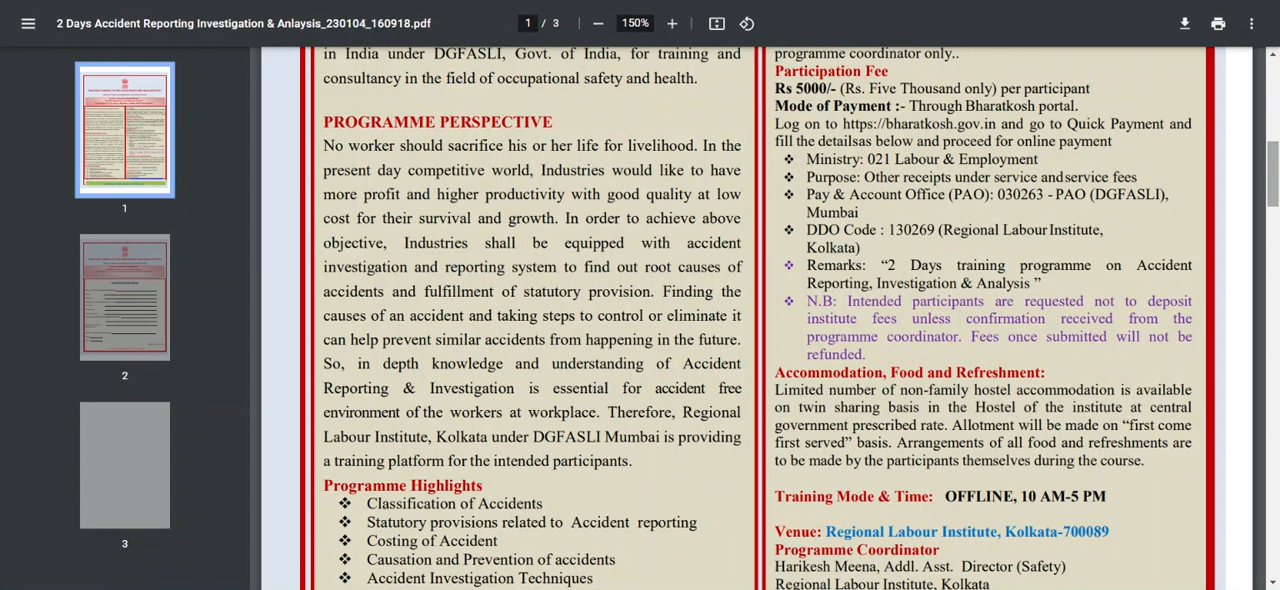 2 Days Accident Reporting Investigation & Anlaysis_230104_160918.pdf
1 / 3
150%
1
2
3
in India under DGFASLI, Govt. of India, for training and
consultancy in the field of occupational safety and health.
PROGRAMME PERSPECTIVE
No worker should sacrifice his or her life for livelihood. In the
present day competitive world, Industries would like to have
more profit and higher productivity with good quality at low
cost for their survival and growth. In order to achieve above
objective, Industries shall be equipped with accident
investigation and reporting system to find out root causes of
accidents and fulfillment of statutory provision. Finding the
causes of an accident and taking steps to control or eliminate it
can help prevent similar accidents from happening in the future.
So, in depth knowledge and understanding of Accident
Reporting & Investigation is essential for accident free
environment of the workers at workplace. Therefore, Regional
Labour Institute, Kolkata under DGFASLI Mumbai is providing
a training platform for the intended participants.
Programme Highlights
❖ Classification of Accidents
❖ Statutory provisions related to Accident reporting
❖ Costing of Accident
❖ Causation and Prevention of accidents
❖ Accident Investigation Techniques
programme coordinator only..
Participation Fee
Rs 5000/- (Rs. Five Thousand only) per participant
Mode of Payment :- Through Bharatkosh portal.
Log on to https://bharatkosh.gov.in and go to Quick Payment and
fill the detailsas below and proceed for online payment
❖ Ministry: 021 Labour & Employment
❖ Purpose: Other receipts under service andservice fees
❖ Pay & Account Office (PAO): 030263 - PAO (DGFASLI),
Mumbai
❖ DDO Code : 130269 (Regional Labour Institute,
Kolkata)
❖ Remarks: “2 Days training programme on Accident
Reporting, Investigation & Analysis ”
❖ N.B: Intended participants are requested not to deposit
institute fees unless confirmation received from the
programme coordinator. Fees once submitted will not be
refunded.
Accommodation, Food and Refreshment:
Limited number of non-family hostel accommodation is available
on twin sharing basis in the Hostel of the institute at central
government prescribed rate. Allotment will be made on “first come
first served” basis. Arrangements of all food and refreshments are
to be made by the participants themselves during the course.
Training Mode & Time: OFFLINE, 10 AM-5 PM
Venue: Regional Labour Institute, Kolkata-700089
Programme Coordinator
Harikesh Meena, Addl. Asst. Director (Safety)
Regional Labour Institute, Kolkata